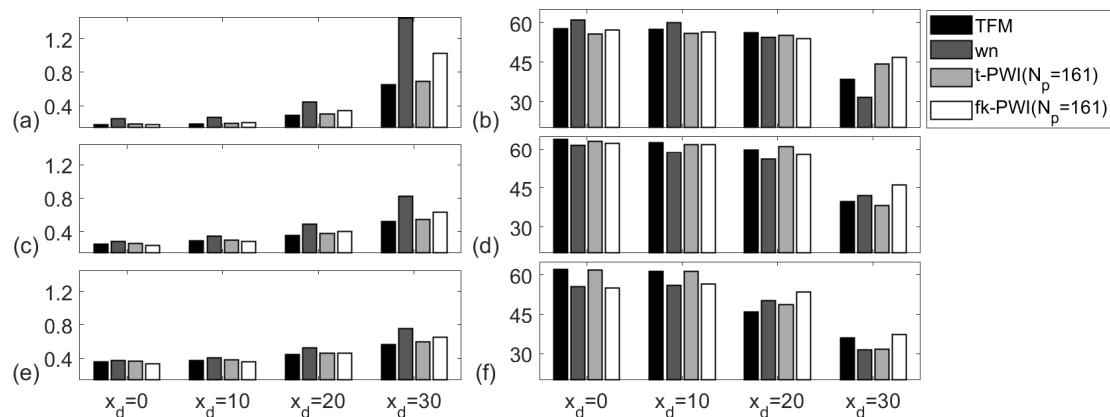 1.2
0.8
0.4
(a)
60
45
30
(b)
TFM
wn
t-PWI(N_p=161)
fk-PWI(N_p=161)
1.2
0.8
0.4
(c)
60
45
30
(d)
1.2
0.8
0.4
(e)
60
45
30
(f)
x_d=0 x_d=10 x_d=20 x_d=30
x_d=0 x_d=10 x_d=20 x_d=30